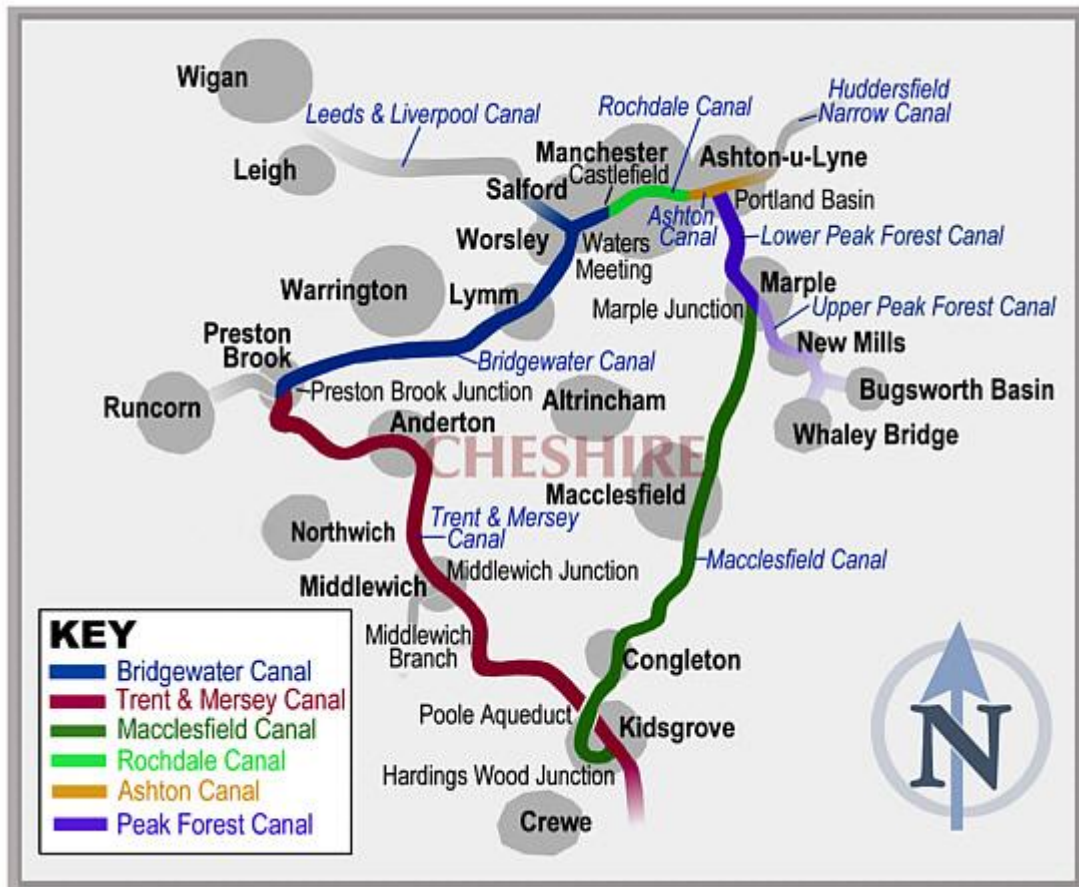 Wigan
Leeds & Liverpool Canal
Leigh
Rochdale Canal
Huddersfield
Narrow Canal
Manchester
Castlefield
Ashton-u-Lyne
Salford
Portland Basin
Ashton
Canal
Worsley
Waters
Meeting
Lower Peak Forest Canal
Warrington
Lymm
Marple
Marple Junction
Upper Peak Forest Canal
Preston
Brook
Bridgewater Canal
New Mills
Preston Brook Junction
Runcorn
Altrincham
Bugsworth Basin
Anderton
Whaley Bridge
CHESHIRE
Macclesfield
Northwich
Trent & Mersey
Canal
Macclesfield Canal
Middlewich
Middlewich Junction
Middlewich
Branch
Congleton
Poole Aqueduct
Kidsgrove
Hardings Wood Junction
Crewe
KEY
Bridgewater Canal
Trent & Mersey Canal
Macclesfield Canal
Rochdale Canal
Ashton Canal
Peak Forest Canal
N